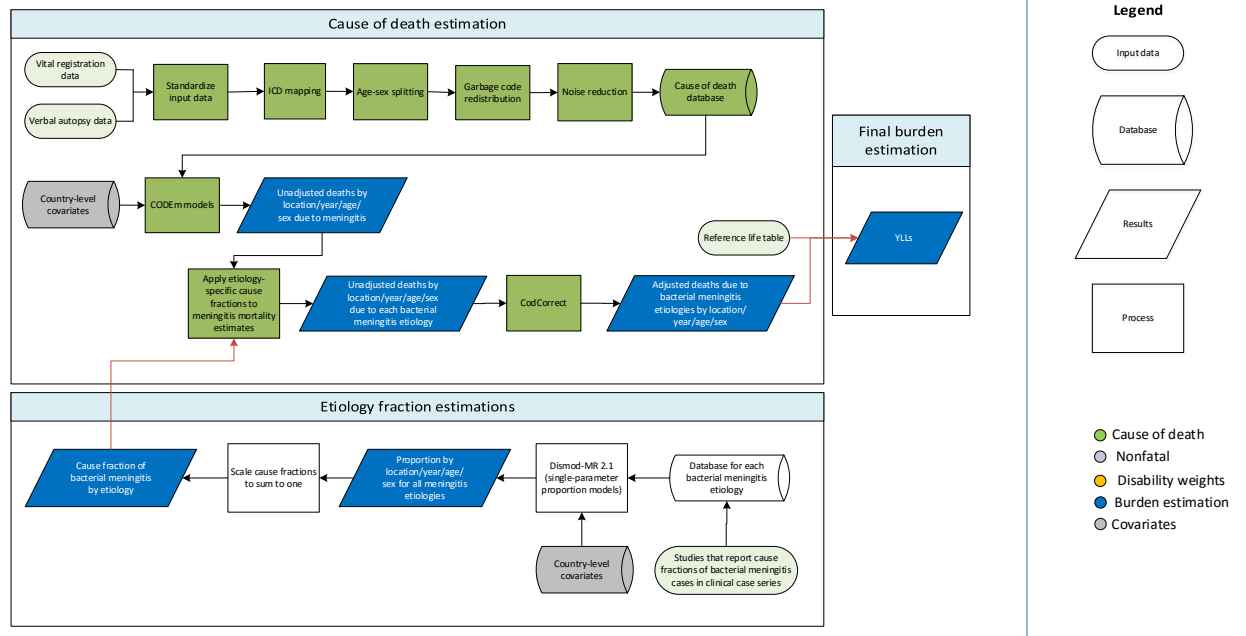 Cause of death estimation
Vital registration
data
Verbal autopsy data
Standardize
input data
ICD mapping
Age-sex splitting
Garbage code
redistribution
Noise reduction
Cause of death
database
Country-level
covariates
CODEm models
Unadjusted deaths by
location/year/age/
sex due to meningitis
Apply etiology-
specific cause
fractions to
meningitis mortality
estimates
Unadjusted deaths by
location/year/age/sex
due to each bacterial
meningitis etiology
CodCorrect
Adjusted deaths due to
bacterial meningitis
etiologies by location/
year/age/sex
Reference life table
Final burden
estimation
YLLs
Etiology fraction estimations
Cause fraction of
bacterial meningitis
by etiology
Scale cause fractions
to sum to one
Proportion by
location/year/age/
sex for all meningitis
etiologies
Dismod-MR 2.1
(single-parameter
proportion models)
Database for each
bacterial meningitis
etiology
Country-level
covariates
Studies that report cause
fractions of bacterial meningitis
cases in clinical case series
Legend
Input data
Database
Results
Process
Cause of death
Nonfatal
Disability weights
Burden estimation
Covariates